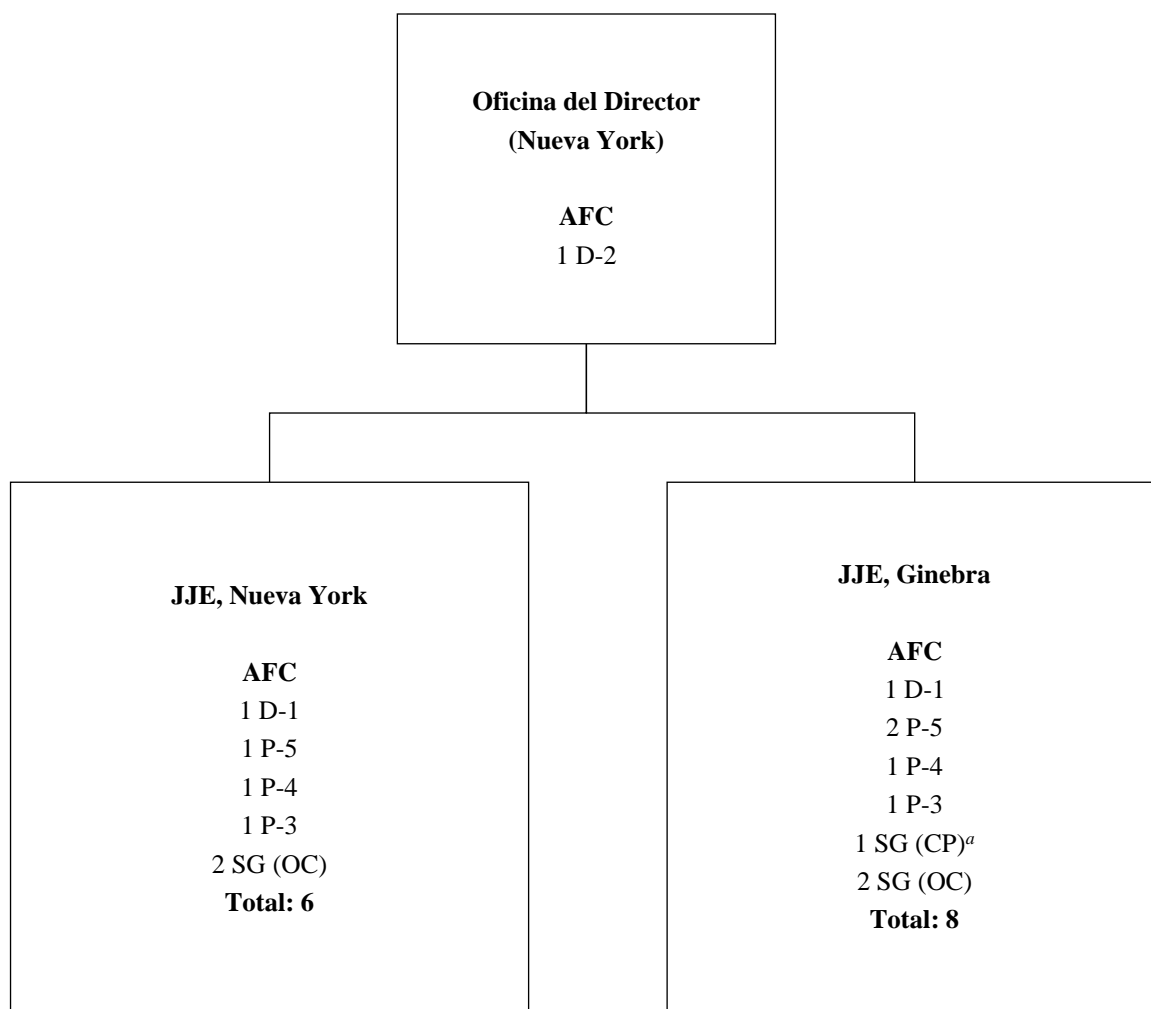 Oficina del Director
(Nueva York)
AFC
1 D-2
JJE, Nueva York
AFC
1 D-1
1 P-5
1 P-4
1 P-3
2 SG (OC)
Total: 6
JJE, Ginebra
AFC
1 D-1
2 P-5
1 P-4
1 P-3
1 SG (CP)a
2 SG (OC)
Total: 8